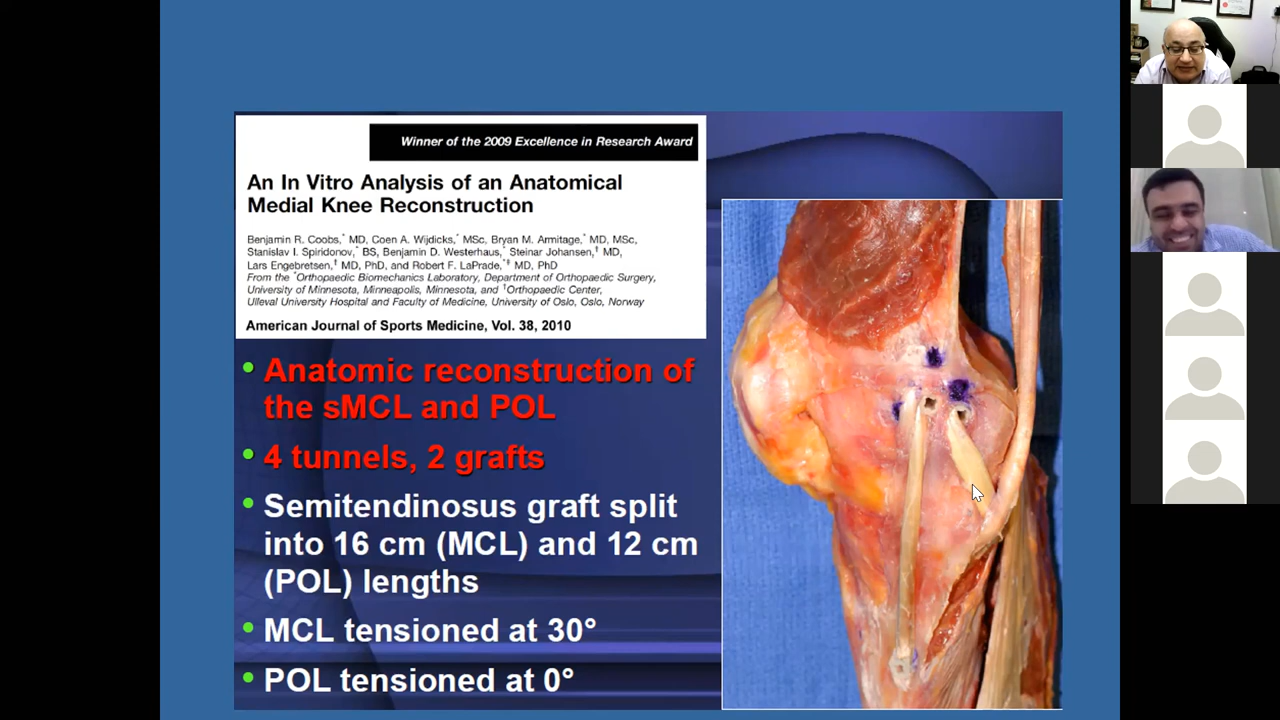 Winner of the 2009 Excellence in Research Award
An In Vitro Analysis of an Anatomical
Medial Knee Reconstruction
Benjamin R. Coobs,* MD, Coen A. Wijdicks,* MSc, Bryan M. Armitage,* MD, MSc,
Stanislav I. Spiridonov,* BS, Benjamin D. Westerhaus,* Steinar Johansen,† MD,
Lars Engebretsen,† MD, PhD, and Robert F. LaPrade,*‡ MD, PhD
From the *Orthopaedic Biomechanics Laboratory, Department of Orthopaedic Surgery,
University of Minnesota, Minneapolis, Minnesota, and †Orthopaedic Center,
Ulleval University Hospital and Faculty of Medicine, University of Oslo, Oslo, Norway
American Journal of Sports Medicine, Vol. 38, 2010
• Anatomic reconstruction of
the sMCL and POL
• 4 tunnels, 2 grafts
• Semitendinosus graft split
into 16 cm (MCL) and 12 cm
(POL) lengths
• MCL tensioned at 30°
• POL tensioned at 0°